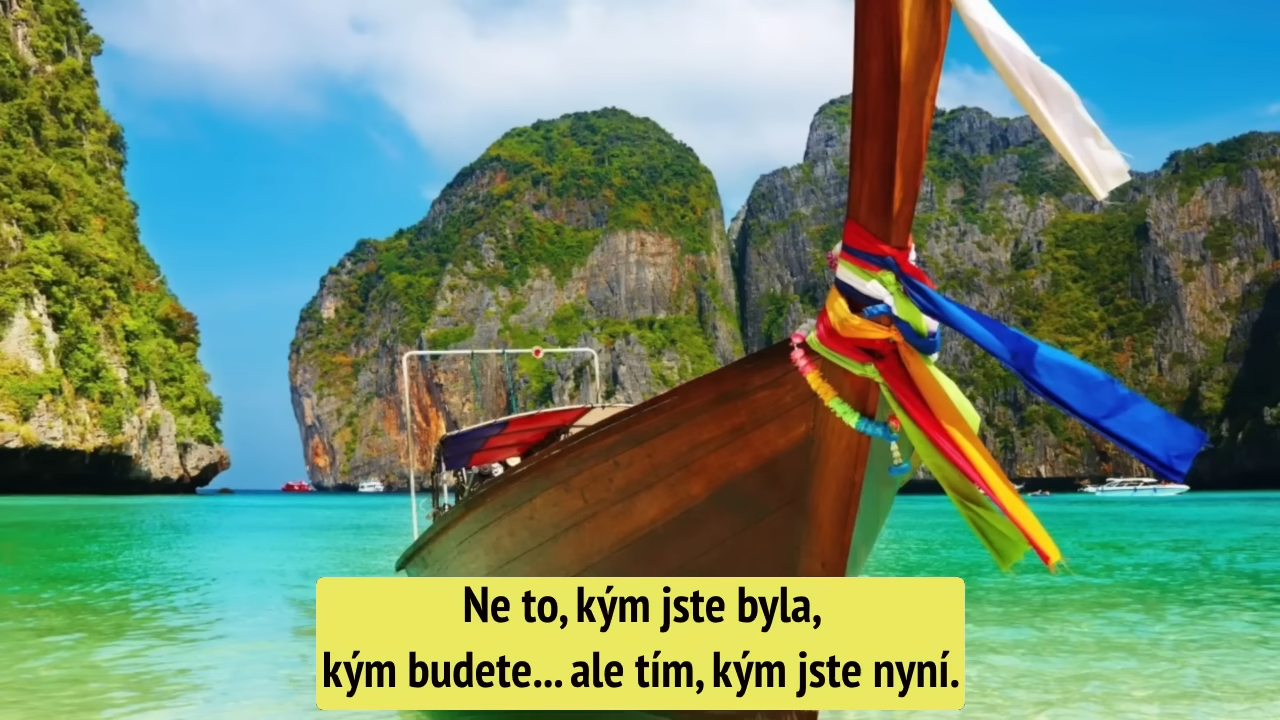 Ne to, kým jste byla,
kým budete... ale tím, kým jste nyní.